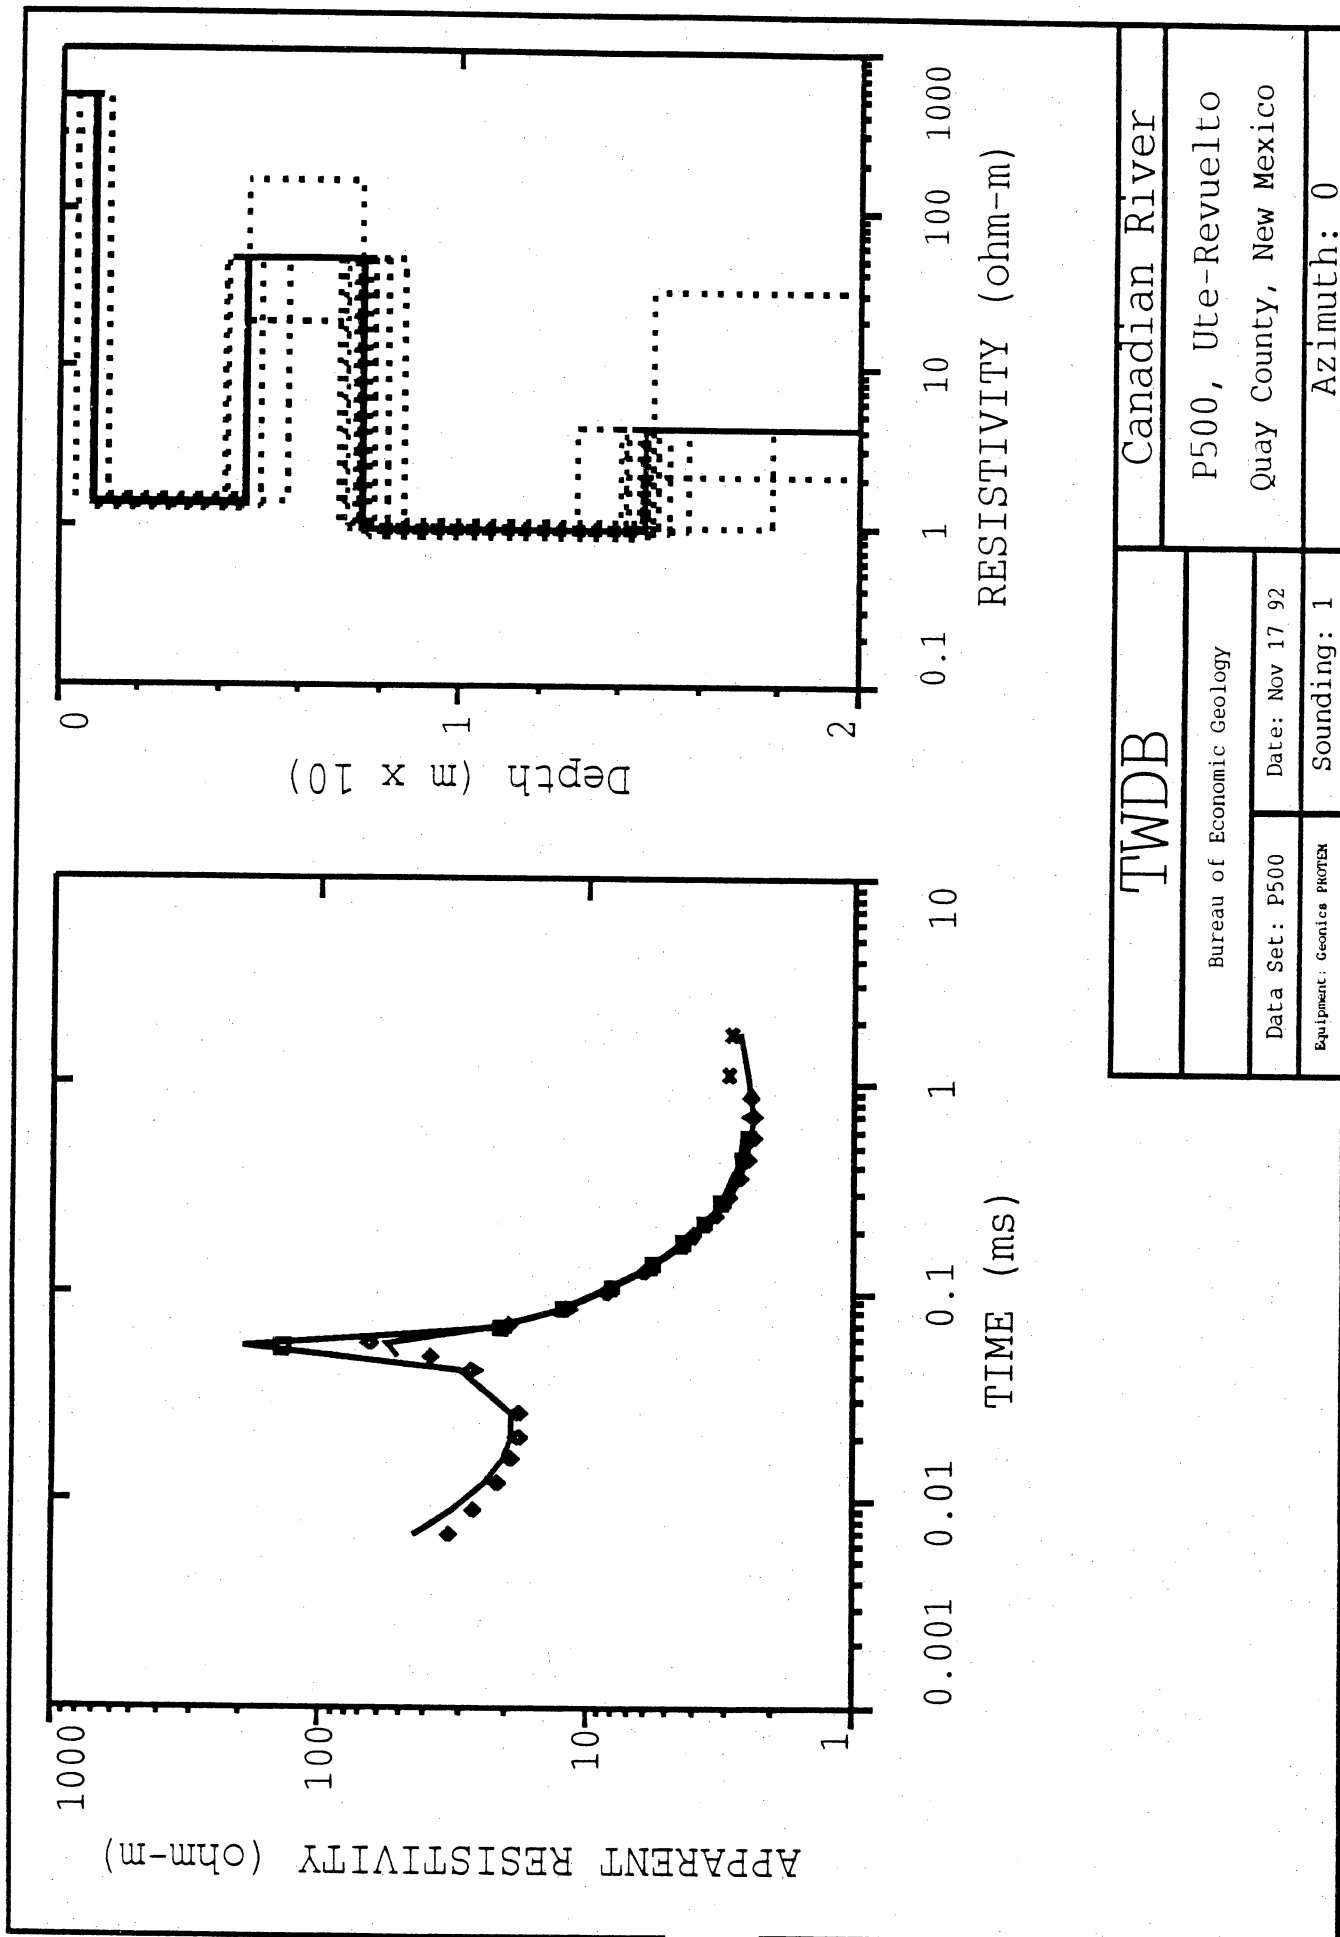 APPARENT RESISTIVITY (ohm-m)
1000
100
10
1
0.001
0.01
0.1
1
10
TIME (ms)
Depth (m x 10)
0
1
2
0.1
1
10
100
1000
RESISTIVITY (ohm-m)
TWDB
Canadian River
Bureau of Economic Geology
P500, Ute-Revuelto
Quay County, New Mexico
Data Set: P500
Date: Nov 17 92
Equipment: Geonics PROTEM
Sounding: 1
Azimuth: 0